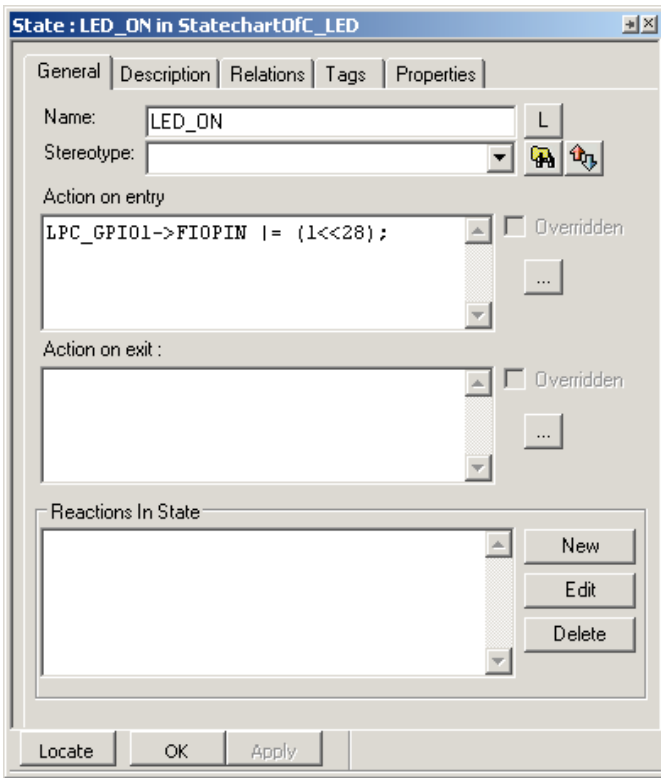 State : LED_ON in StatechartOfC_LED
General Description Relations Tags Properties
Name: LED_ON L
Stereotype:
Action on entry
LPC_GPIO1->FIOPIN |= (1<<28); Overridden
...
Action on exit :
Overridden
...
Reactions In State
New
Edit
Delete
Locate OK Apply